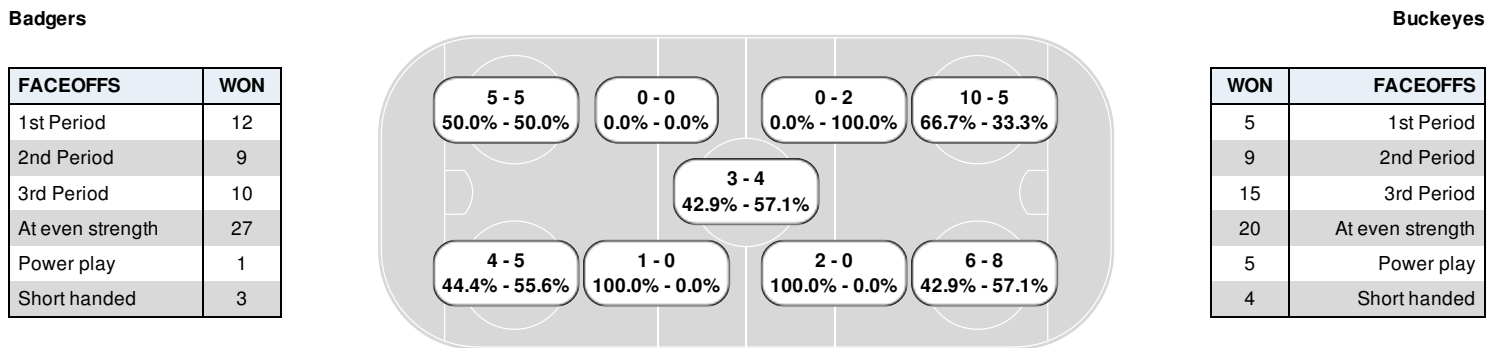 Badgers
Buckeyes
FACEOFFS WON
1st Period 12
2nd Period 9
3rd Period 10
At even strength 27
Power play 1
Short handed 3
5 - 5
50.0% - 50.0%
0 - 0
0.0% - 0.0%
0 - 2
0.0% - 100.0%
10 - 5
66.7% - 33.3%
3 - 4
42.9% - 57.1%
4 - 5
44.4% - 55.6%
1 - 0
100.0% - 0.0%
2 - 0
100.0% - 0.0%
6 - 8
42.9% - 57.1%
WON FACEOFFS
5 1st Period
9 2nd Period
15 3rd Period
20 At even strength
5 Power play
4 Short handed